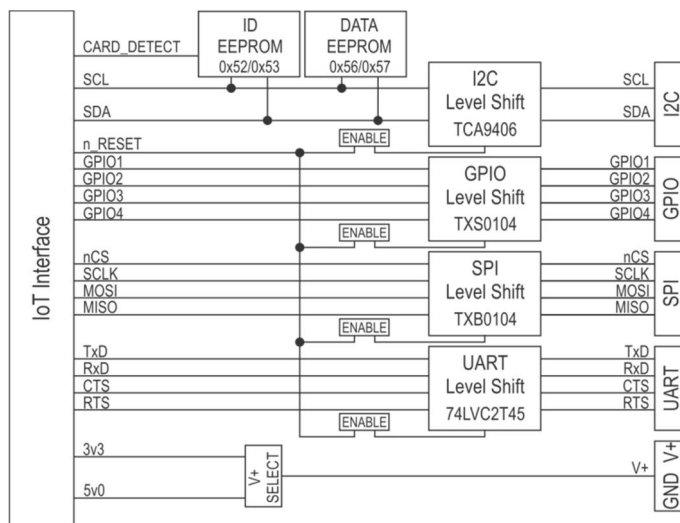 ID
EEPROM
0x52/0x53
DATA
EEPROM
0x56/0x57
CARD_DETECT
SCL
SDA
n_RESET
ENABLE
I2C
Level Shift
TCA9406
SCL
SDA
I2C
GPIO1
GPIO2
GPIO3
GPIO4
ENABLE
GPIO
Level Shift
TXS0104
GPIO1
GPIO2
GPIO3
GPIO4
GPIO
IoT Interface
nCS
SCLK
MOSI
MISO
ENABLE
SPI
Level Shift
TXB0104
nCS
SCLK
MOSI
MISO
SPI
TxD
RxD
CTS
RTS
ENABLE
UART
Level Shift
74LVC2T45
TxD
RxD
CTS
RTS
UART
3v3
5v0
V+
SELECT
V+
GND V+